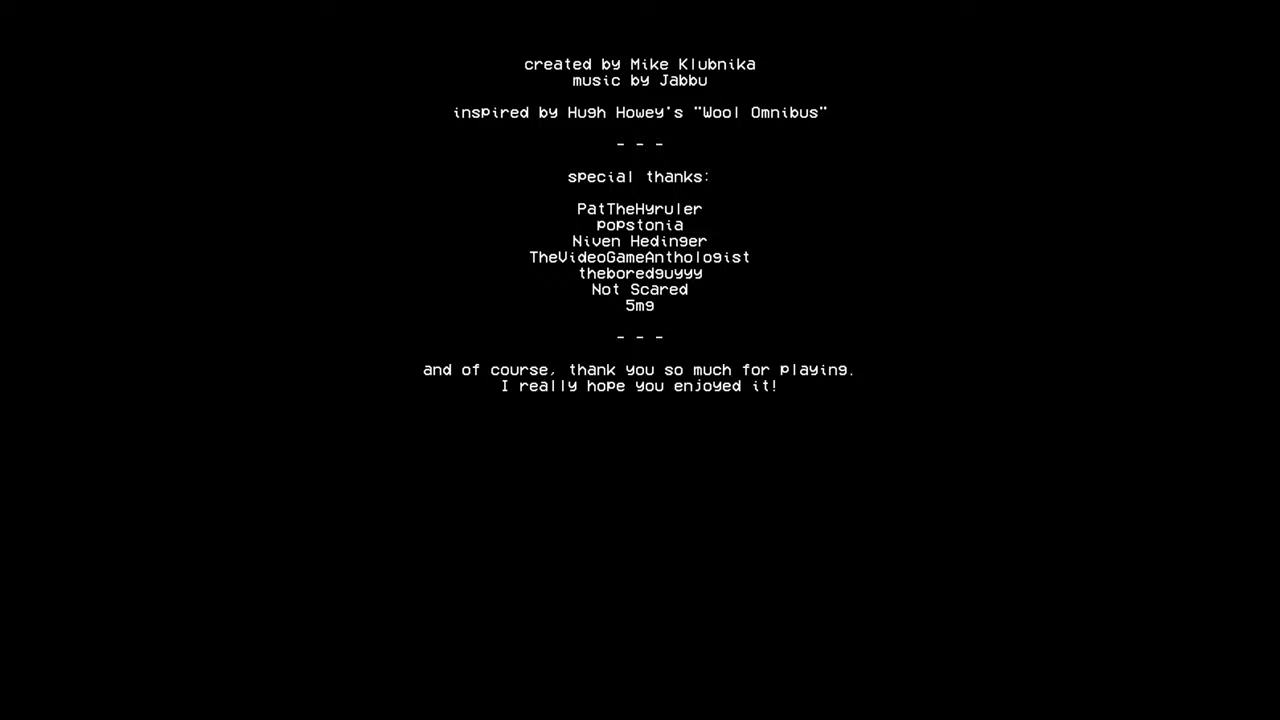 created by Mike Klubnika
music by Jabbu
inspired by Hugh Howey's "Wool Omnibus"
- - -
special thanks:
PatTheHyruler
popstonia
Niven Hedinger
TheVideoGameAnthologist
theboredguyyy
Not Scared
5mg
- - -
and of course, thank you so much for playing.
I really hope you enjoyed it!